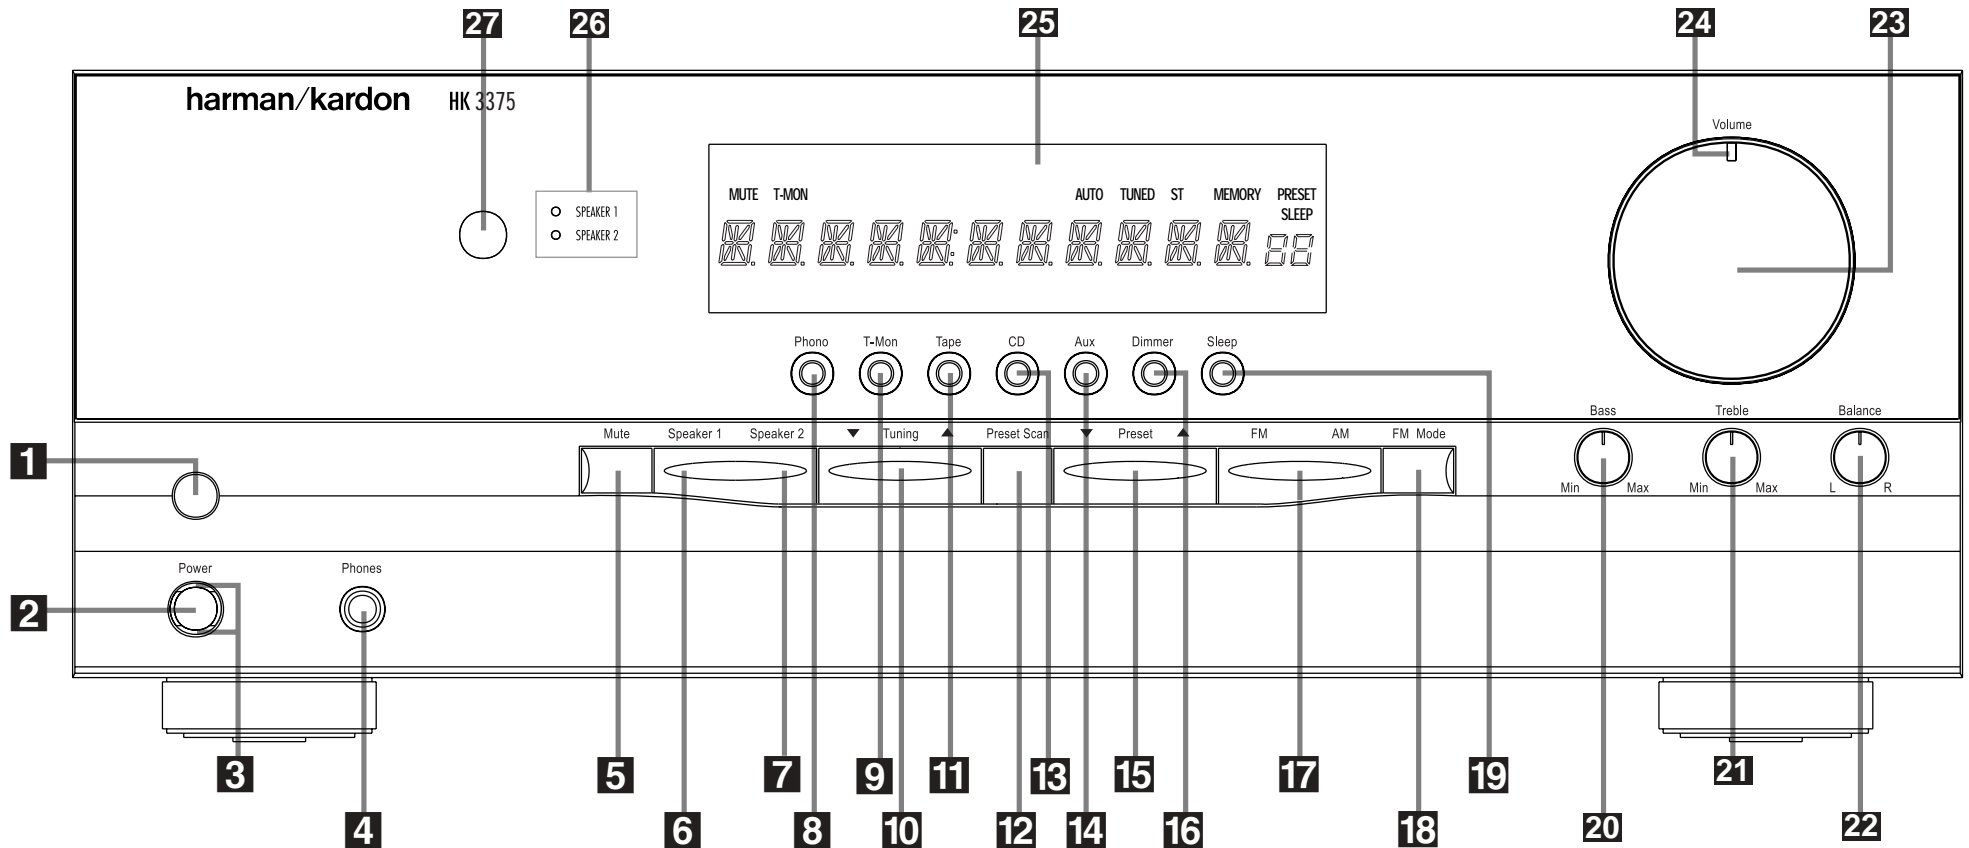 27 26 25 24 23
harman/kardon HK 3375
Volume
SPEAKER 1
SPEAKER 2
MUTE T-MON AUTO TUNED ST MEMORY PRESET
SLEEP
Phono T-Mon Tape CD Aux Dimmer Sleep
Bass Treble Balance
Mute Speaker 1 Speaker 2 ▼ Tuning ▲ Preset Scan ▼ Preset ▲ FM AM FM Mode
1
Min Max Min Max L R
Power Phones
2
3 5 7 9 11 13 15 17 19 21
4 6 8 10 12 14 16 18 20 22